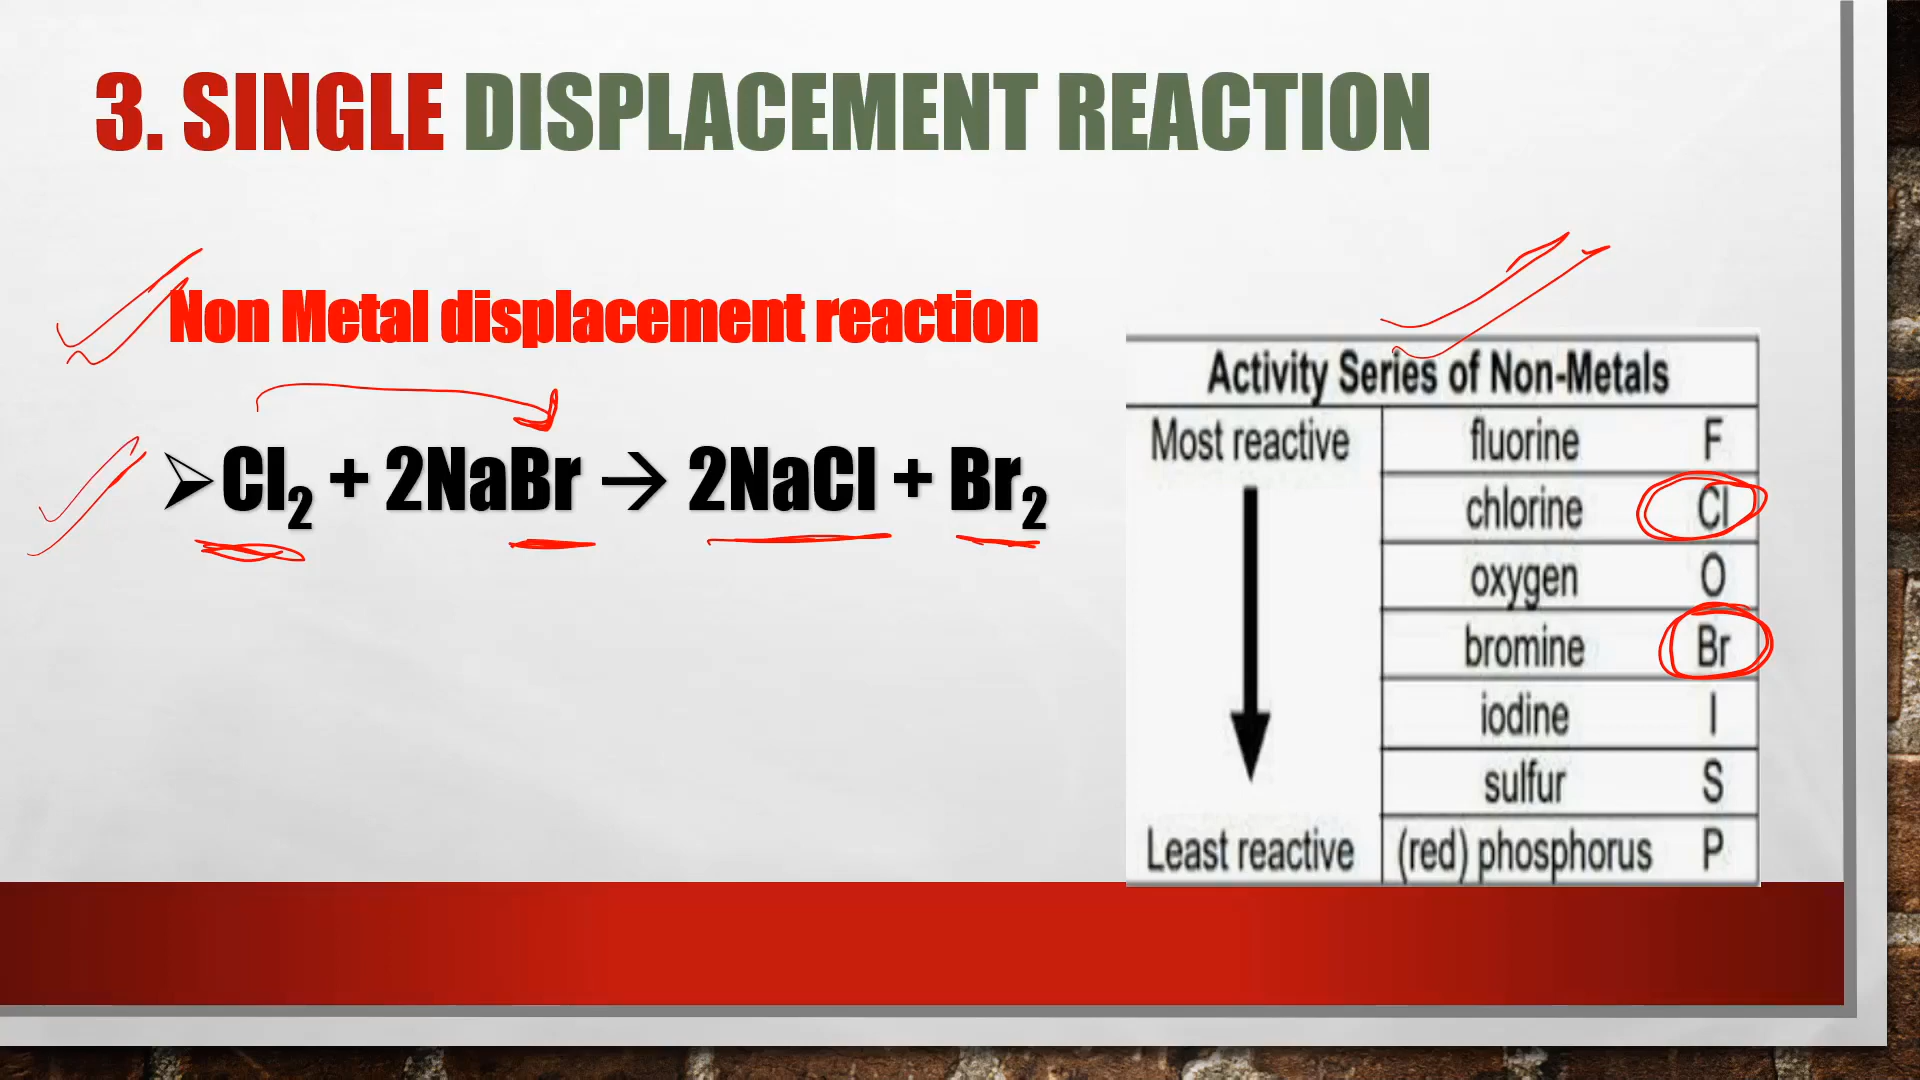 3. SINGLE DISPLACEMENT REACTION
Non Metal displacement reaction
Cl₂ + 2NaBr → 2NaCl + Br₂
Activity Series of Non-Metals
Most reactive fluorine F
chlorine Cl
oxygen O
bromine Br
iodine I
sulfur S
Least reactive (red) phosphorus P